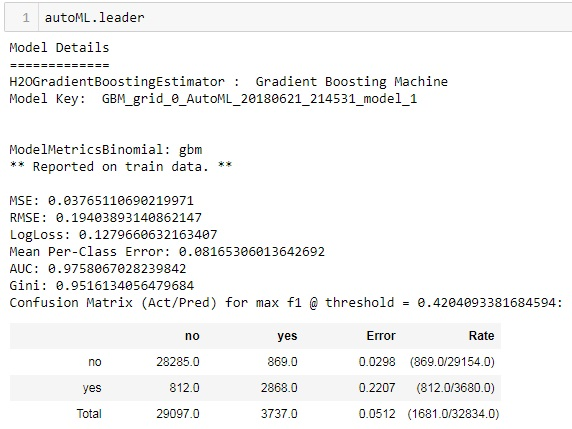 1 autoML.leader
Model Details
=============
H2OGradientBoostingEstimator :  Gradient Boosting Machine
Model Key:  GBM_grid_0_AutoML_20180621_214531_model_1
ModelMetricsBinomial: gbm
** Reported on train data. **
MSE: 0.03765110690219971
RMSE: 0.19403893140862147
LogLoss: 0.1279660632163407
Mean Per-Class Error: 0.08165306013642692
AUC: 0.9758067028239842
Gini: 0.9516134056479684
Confusion Matrix (Act/Pred) for max f1 @ threshold = 0.4204093381684594:
no yes Error Rate
no 28285.0 869.0 0.0298 (869.0/29154.0)
yes 812.0 2868.0 0.2207 (812.0/3680.0)
Total 29097.0 3737.0 0.0512 (1681.0/32834.0)